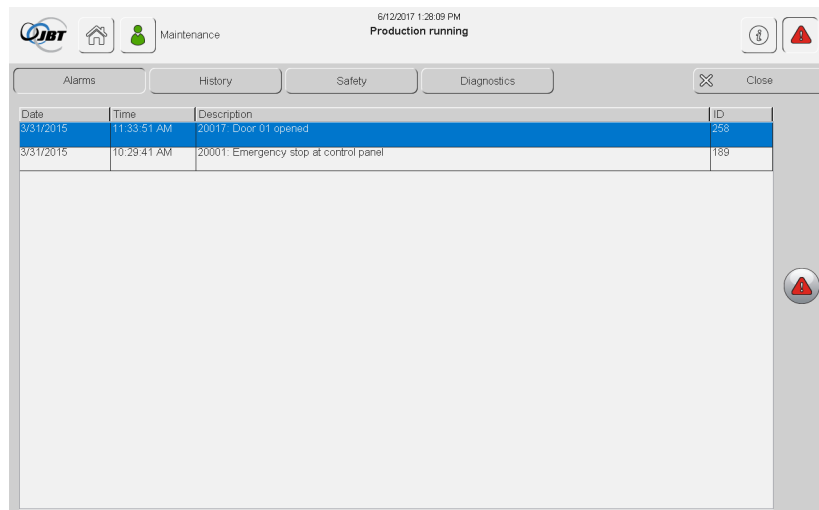 6/12/2017 1:28:09 PM
JBT
Maintenance
Production running
Alarms History Safety Diagnostics Close
Date Time Description ID
3/31/2015 11:33:51 AM 20017: Door 01 opened 258
3/31/2015 10:29:41 AM 20001: Emergency stop at control panel 189